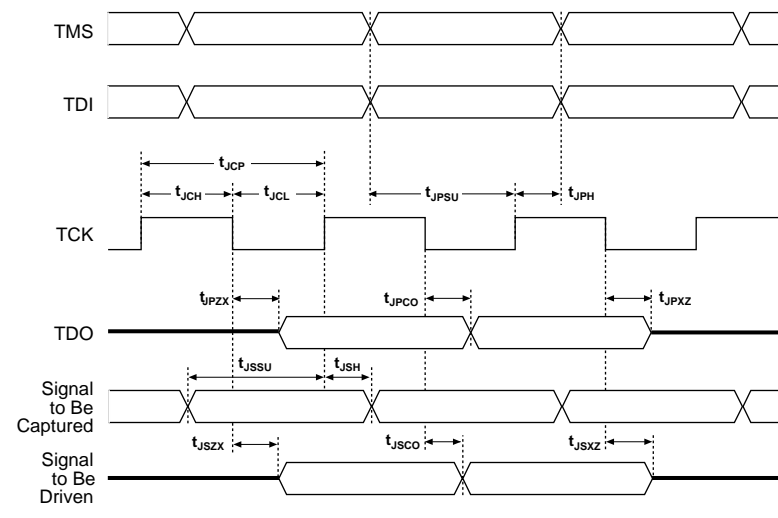 TMS
TDI
tJCP
tJCH
tJCL
tJPSU
tJPH
TCK
tJPZX
tJPCO
tJPXZ
TDO
tJSSU
tJSH
Signal
to Be
Captured
tJSZX
tJSCO
tJSXZ
Signal
to Be
Driven